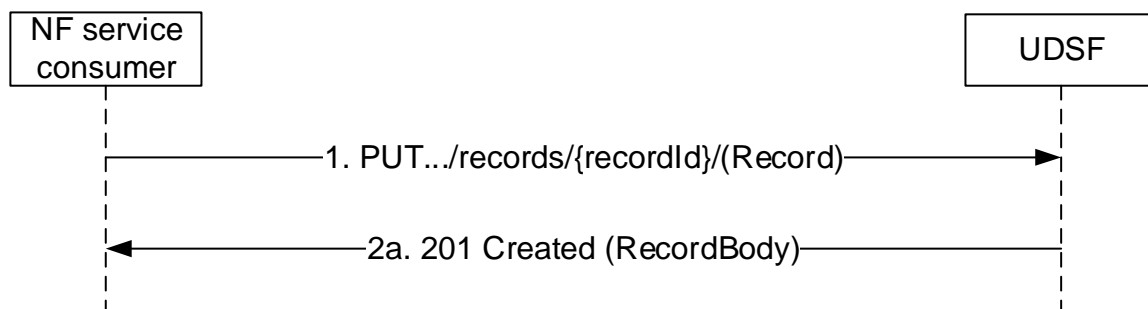 NF service
consumer
UDSF
1. PUT.../records/{recordId}/(Record)
2a. 201 Created (RecordBody)